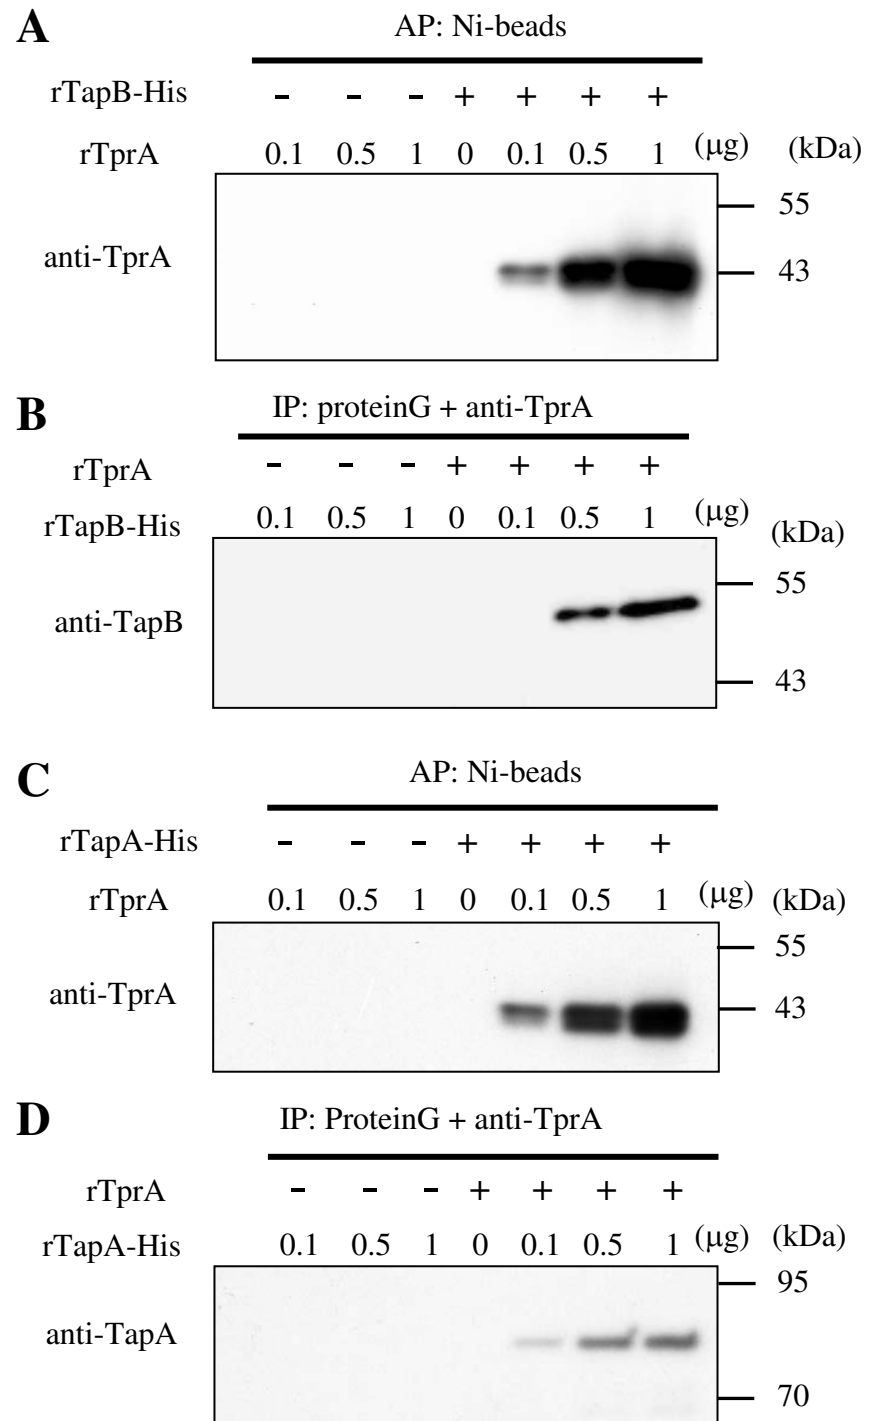 A
AP: Ni-beads
rTapB-His - - - + + + +
rTprA 0.1 0.5 1 0 0.1 0.5 1 (μg) (kDa)
55
anti-TprA
43
B
IP: proteinG + anti-TprA
rTprA - - - + + + +
rTapB-His 0.1 0.5 1 0 0.1 0.5 1 (μg) (kDa)
55
anti-TapB
43
C
AP: Ni-beads
rTapA-His - - - + + + +
rTprA 0.1 0.5 1 0 0.1 0.5 1 (μg) (kDa)
55
anti-TprA
43
D
IP: ProteinG + anti-TprA
rTprA - - - + + + +
rTapA-His 0.1 0.5 1 0 0.1 0.5 1 (μg) (kDa)
95
anti-TapA
70